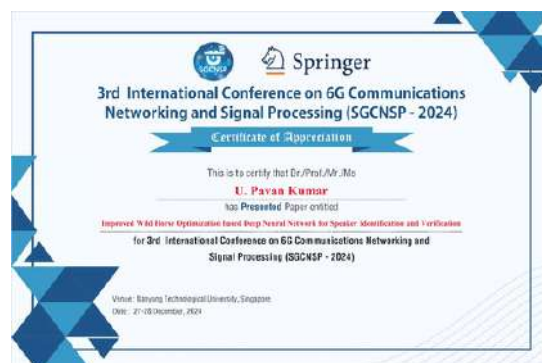 SGCNSP
Springer
3rd International Conference on 6G Communications
Networking and Signal Processing (SGCNSP - 2024)
Certificate of Appreciation
This is to certify that Dr./Prof./Mr./Ms
U. Pavan Kumar
has Presented Paper entitled
Improved Wild Horse Optimization based Deep Neural Network for Speaker Identification and Verification
for 3rd International Conference on 6G Communications Networking and
Signal Processing (SGCNSP - 2024)
Venue: Nanyang Technological University, Singapore
Date: 27-28 December, 2024